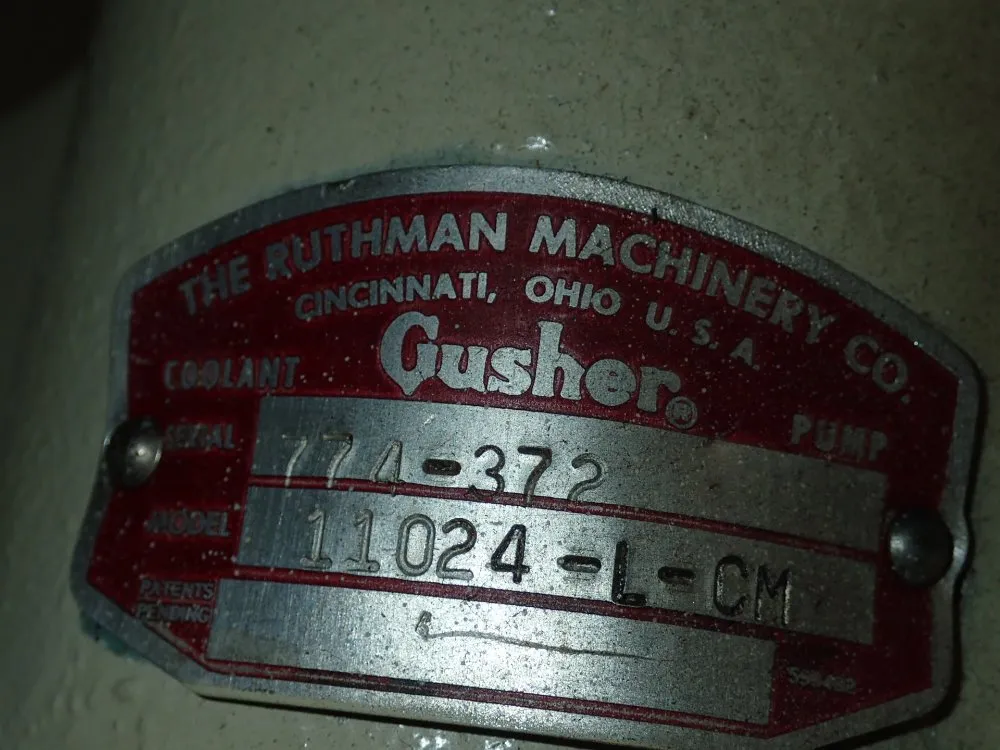 THE RUTHMAN MACHINERY CO.
CINCINNATI, OHIO U. S. A
Gusher®
COOLANT PUMP
SERIAL 774-372
MODEL 11024-L-CM
PATENTS
PENDING